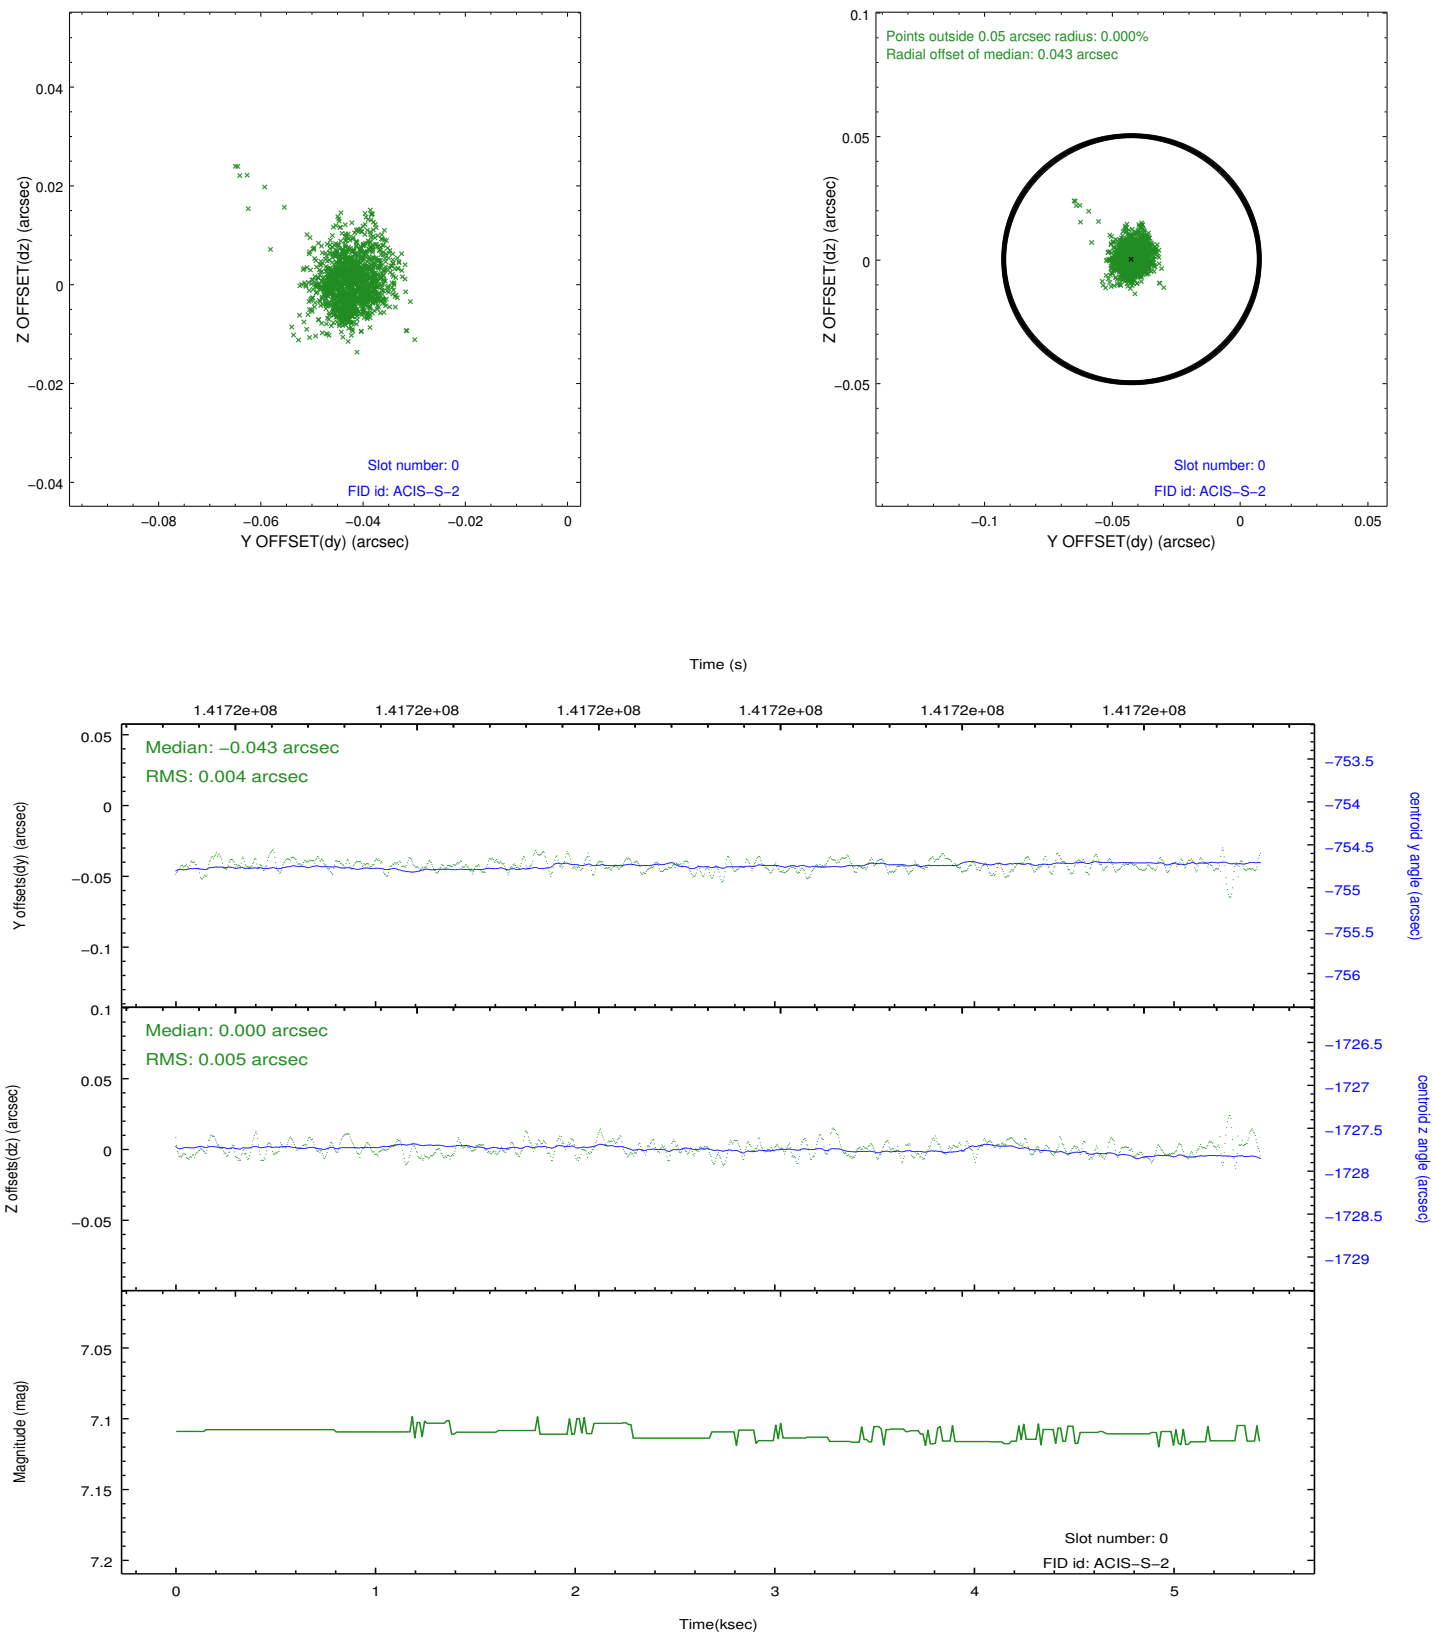 0.04
0.02
0
−0.02
−0.04
−0.08
−0.06
−0.04
−0.02
0
Z OFFSET(dz) (arcsec)
Y OFFSET(dy) (arcsec)
Slot number: 0
FID id: ACIS−S−2
Points outside 0.05 arcsec radius: 0.000%
Radial offset of median: 0.043 arcsec
0.1
0.05
0
−0.05
−0.1
−0.05
0
0.05
Z OFFSET(dz) (arcsec)
Y OFFSET(dy) (arcsec)
Slot number: 0
FID id: ACIS−S−2
Time (s)
1.4172e+08
1.4172e+08
1.4172e+08
1.4172e+08
1.4172e+08
1.4172e+08
Median: −0.043 arcsec
RMS: 0.004 arcsec
0.05
0
−0.05
−0.1
Y offsets(dy) (arcsec)
−753.5
−754
−754.5
−755
−755.5
−756
centroid y angle (arcsec)
Median: 0.000 arcsec
RMS: 0.005 arcsec
0.1
0.05
0
−0.05
Z offsets(dz) (arcsec)
−1726.5
−1727
−1727.5
−1728
−1728.5
−1729
centroid z angle (arcsec)
7.05
7.1
7.15
7.2
Magnitude (mag)
Slot number: 0
FID id: ACIS−S−2
0
1
2
3
4
5
Time(ksec)